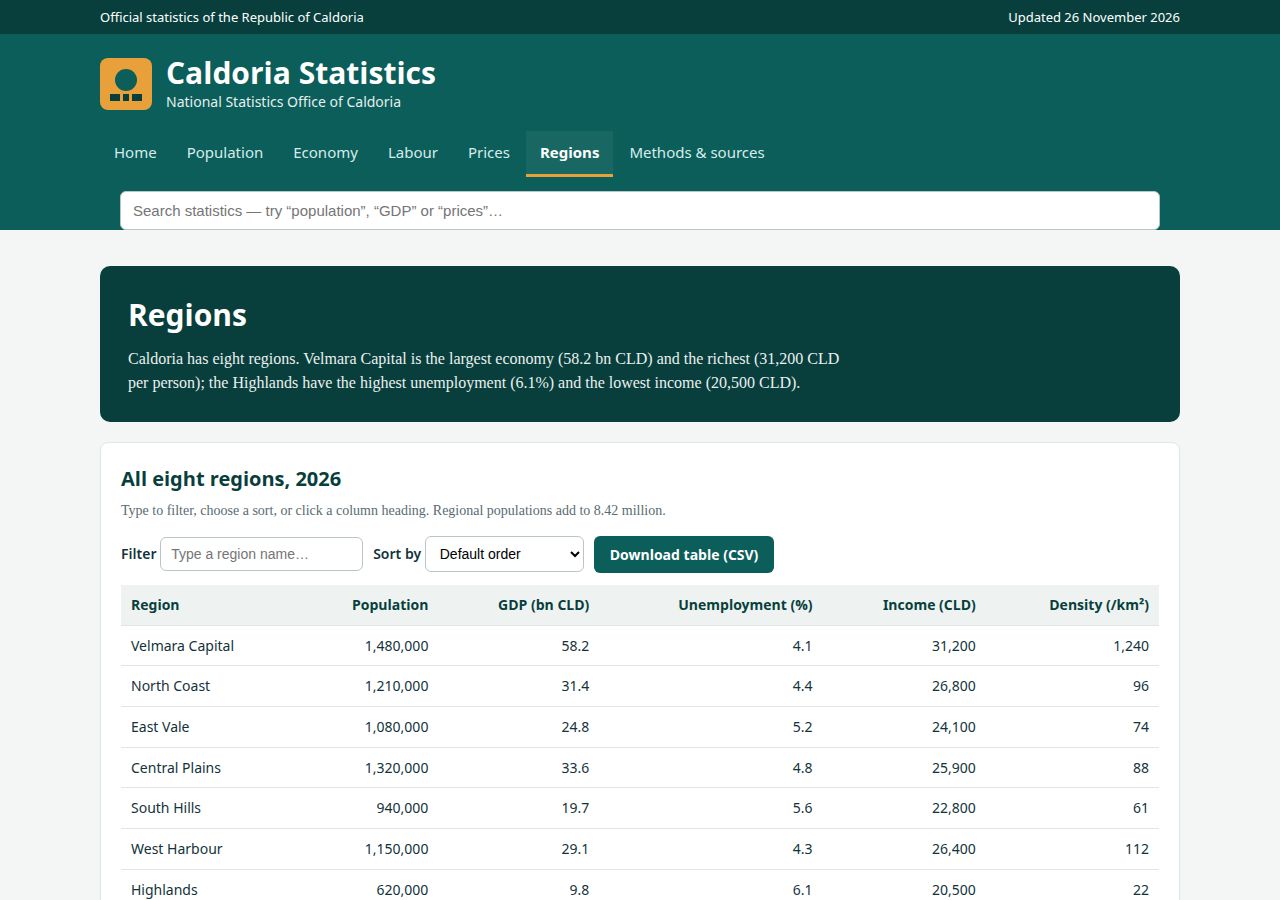 Official statistics of the Republic of Caldoria Updated 26 November 2026
Caldoria Statistics
National Statistics Office of Caldoria
Home Population Economy Labour Prices Regions Methods & sources
Search statistics — try “population”, “GDP” or “prices”…
Regions
Caldoria has eight regions. Velmara Capital is the largest economy (58.2 bn CLD) and the richest (31,200 CLD
per person); the Highlands have the highest unemployment (6.1%) and the lowest income (20,500 CLD).
All eight regions, 2026
Type to filter, choose a sort, or click a column heading. Regional populations add to 8.42 million.
Filter Type a region name… Sort by Default order Download table (CSV)
Region Population GDP (bn CLD) Unemployment (%) Income (CLD) Density (/km²)
Velmara Capital 1,480,000 58.2 4.1 31,200 1,240
North Coast 1,210,000 31.4 4.4 26,800 96
East Vale 1,080,000 24.8 5.2 24,100 74
Central Plains 1,320,000 33.6 4.8 25,900 88
South Hills 940,000 19.7 5.6 22,800 61
West Harbour 1,150,000 29.1 4.3 26,400 112
Highlands 620,000 9.8 6.1 20,500 22